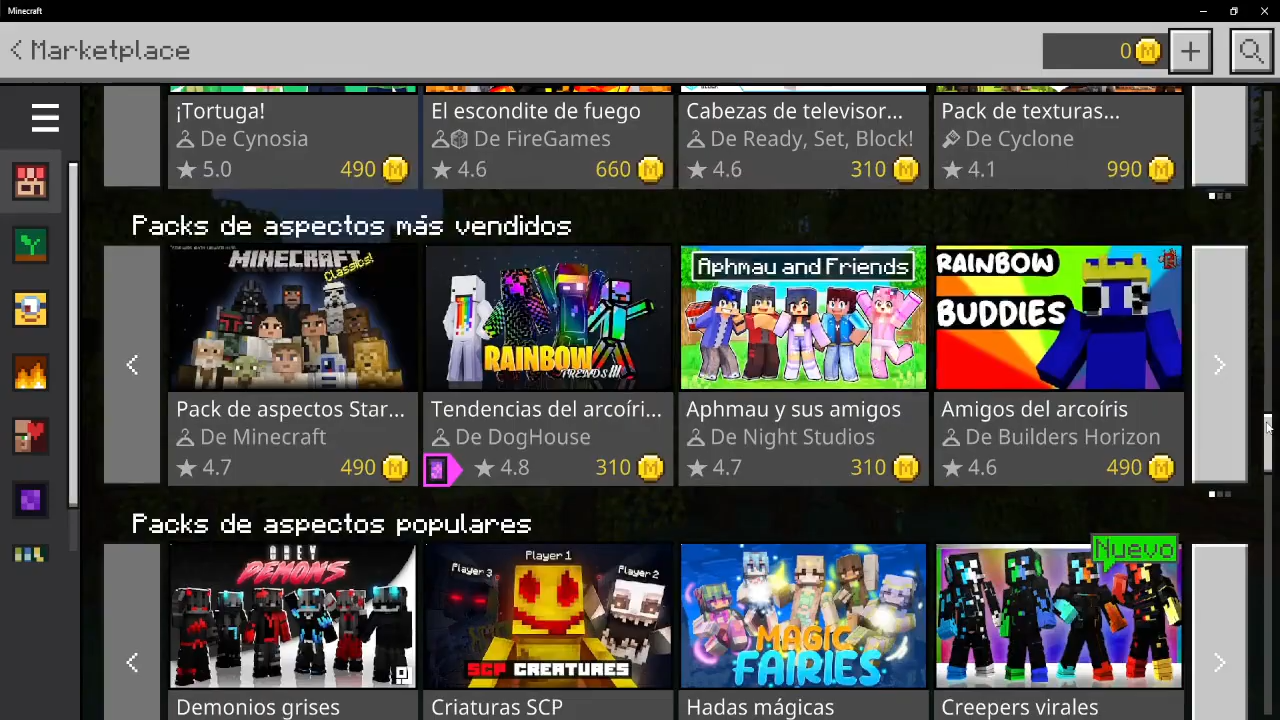 Minecraft
Marketplace
0
¡Tortuga!
De Cynosia
5.0 490
El escondite de fuego
De FireGames
4.6 660
Cabezas de televisor...
De Ready, Set, Block!
4.6 310
Pack de texturas...
De Cyclone
4.1 990
Packs de aspectos más vendidos
MINECRAFT
Classics!
Pack de aspectos Star...
De Minecraft
4.7 490
RAINBOW
TRENDS III
Tendencias del arcoíri...
De DogHouse
4.8 310
Aphmau and Friends
Aphmau y sus amigos
De Night Studios
4.7 310
RAINBOW
BUDDIES
Amigos del arcoíris
De Builders Horizon
4.6 490
Packs de aspectos populares
GREY
DEMONS
Demonios grises
Player 1
Player 3
Player 2
SCP CREATURES
Criaturas SCP
MAGIC
FAIRIES
Hadas mágicas
Nuevo
Creepers virales